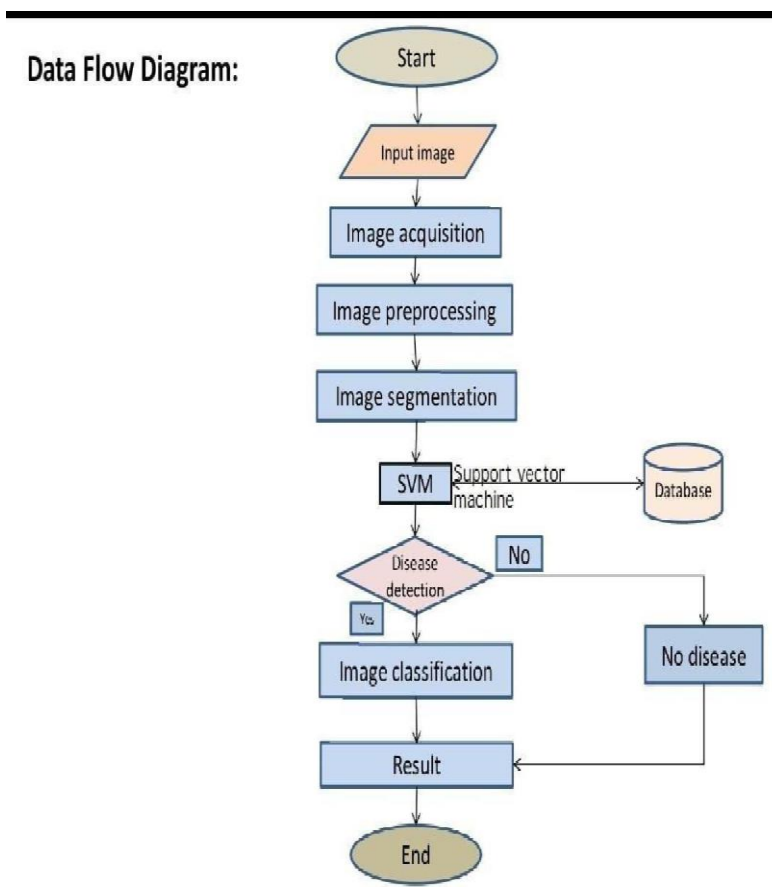 Data Flow Diagram:
Start
Input image
Image acquisition
Image preprocessing
Image segmentation
SVM
Support vector
machine
Database
Disease
detection
No
Yes
Image classification
No disease
Result
End